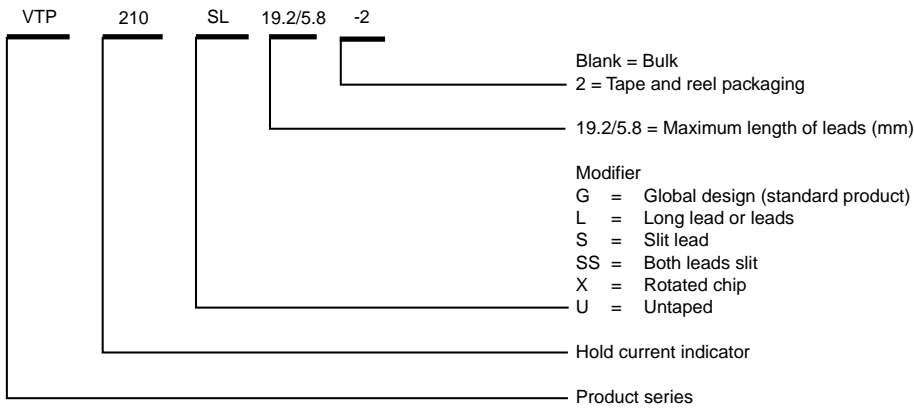 VTP 210 SL 19.2/5.8 -2
Blank = Bulk
2 = Tape and reel packaging
19.2/5.8 = Maximum length of leads (mm)
Modifier
G = Global design (standard product)
L = Long lead or leads
S = Slit lead
SS = Both leads slit
X = Rotated chip
U = Untaped
Hold current indicator
Product series